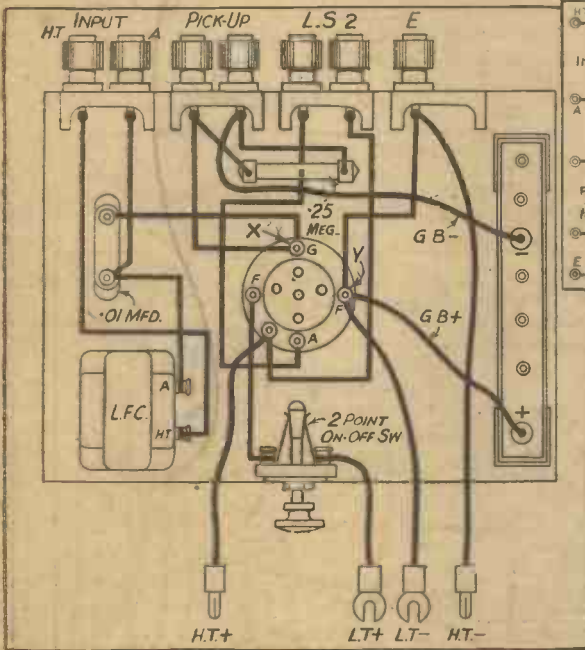 INPUT PICK-UP L.S 2 E
H.T A
H.T
A
E
·25
MEG.
X
G
Y
F
F
A
GB-
-
GB+
+
·01 MFD.
A
L.F.C.
HT
2 POINT
ON-OFF SW
H.T.+ L.T+ L.T- H.T.-